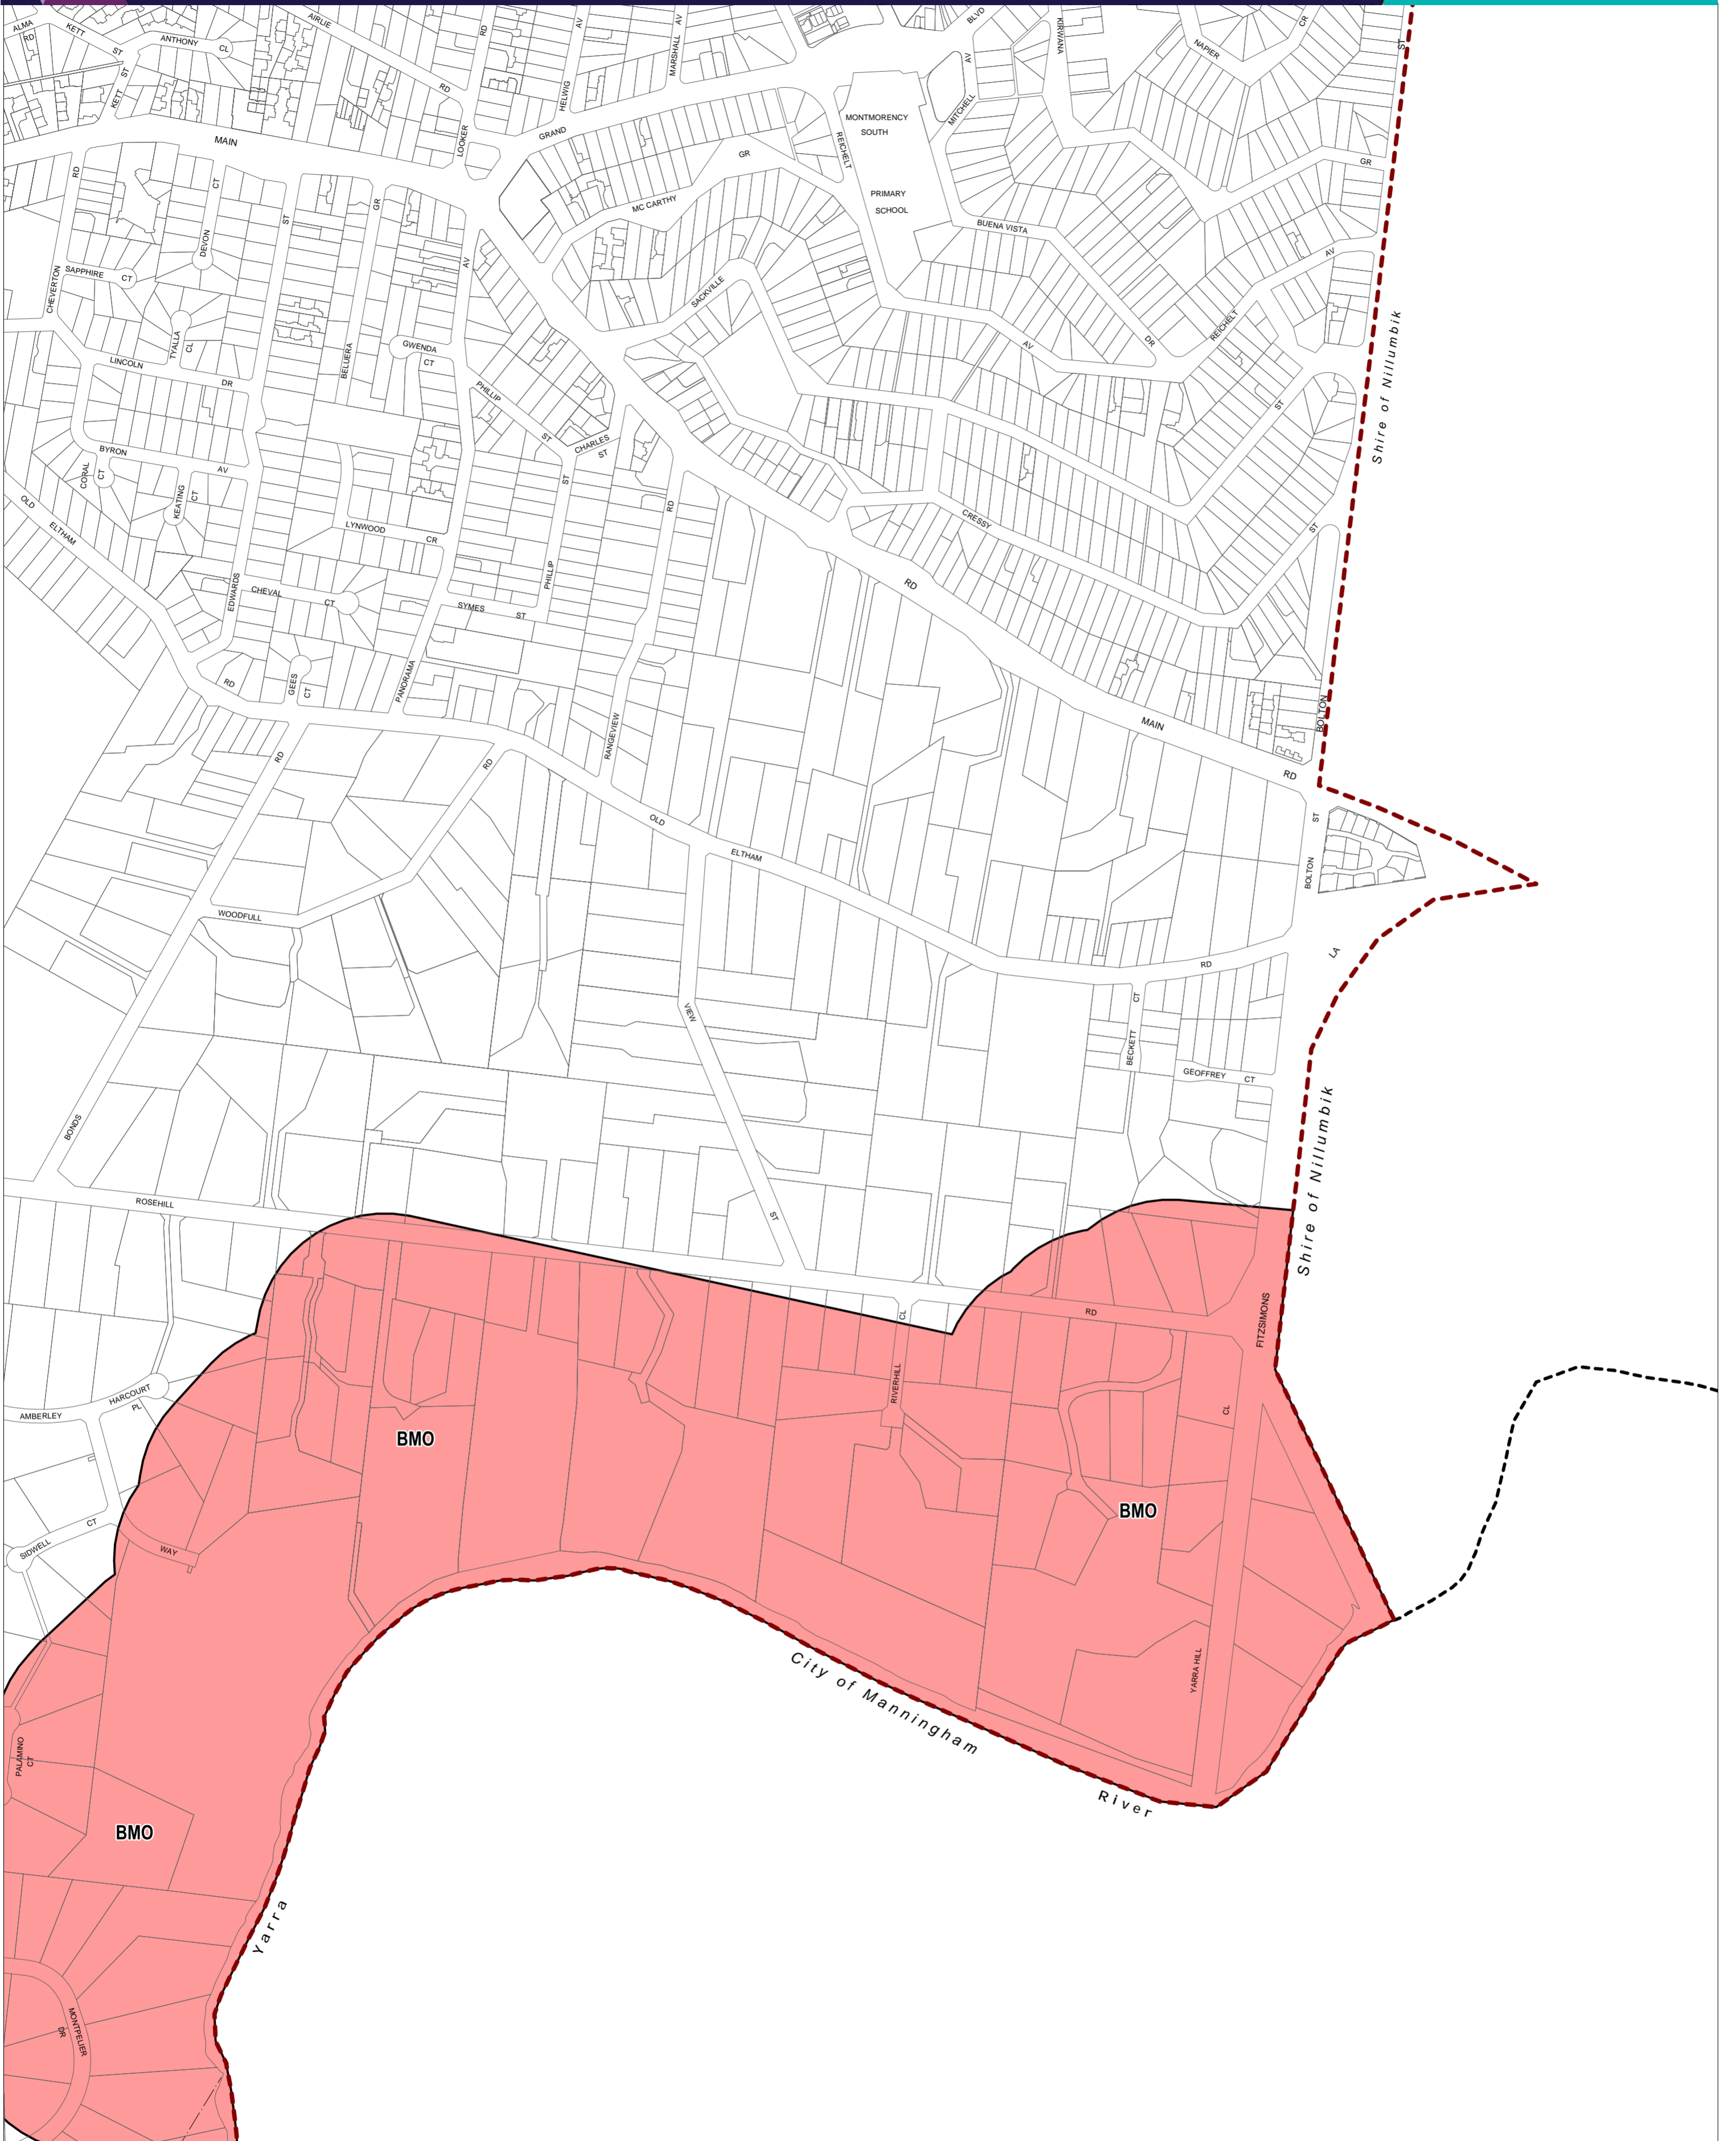 ALMA
RD
KETT
ST
ANTHONY
CL
AIRLIE
RD
RD
AV
HELWIG
MARSHALL
AV
BLVD
AV
KIRWANA
NAPIER
CR
ST
KETT
ST
MAIN
LOOKER
GRAND
GR
REICHELT
MONTMORENCY
SOUTH
PRIMARY
SCHOOL
MITCHELL
GR
RD
CT
DEVON
ST
GR
AV
MC CARTHY
BUENA VISTA
AV
CHEVERTON
SAPPHIRE
CT
TYALLA
CL
SACKVILLE
REICHELT
DR
AV
Shire of Nillumbik
LINCOLN
DR
BELUERA
GWENDA
CT
PHILLIP
ST
CHARLES
ST
ST
BYRON
AV
CORAL
CT
KEATING
CT
ST
RD
OLD
ELTHAM
LYNWOOD
CR
CRESSY
ST
EDWARDS
CHEVAL
CT
PHILLIP
SYMES
ST
RD
RD
GEES
CT
PANORAMA
RANGEVIEW
BOLTON
MAIN
RD
RD
RD
OLD
ELTHAM
ST
BOLTON
WOODFULL
RD
LA
VIEW
CT
BECKETT
GEOFFREY
CT
BONDS
Shire of Nillumbik
ROSEHILL
ST
CL
RD
FITZSIMONS
RIVERHILL
HARCOURT
PL
AMBERLEY
CL
BMO
BMO
SIDWELL
CT
WAY
YARRA HILL
City of Manningham
River
PALAMINO
CT
BMO
Yarra
MONTPELIER
DR